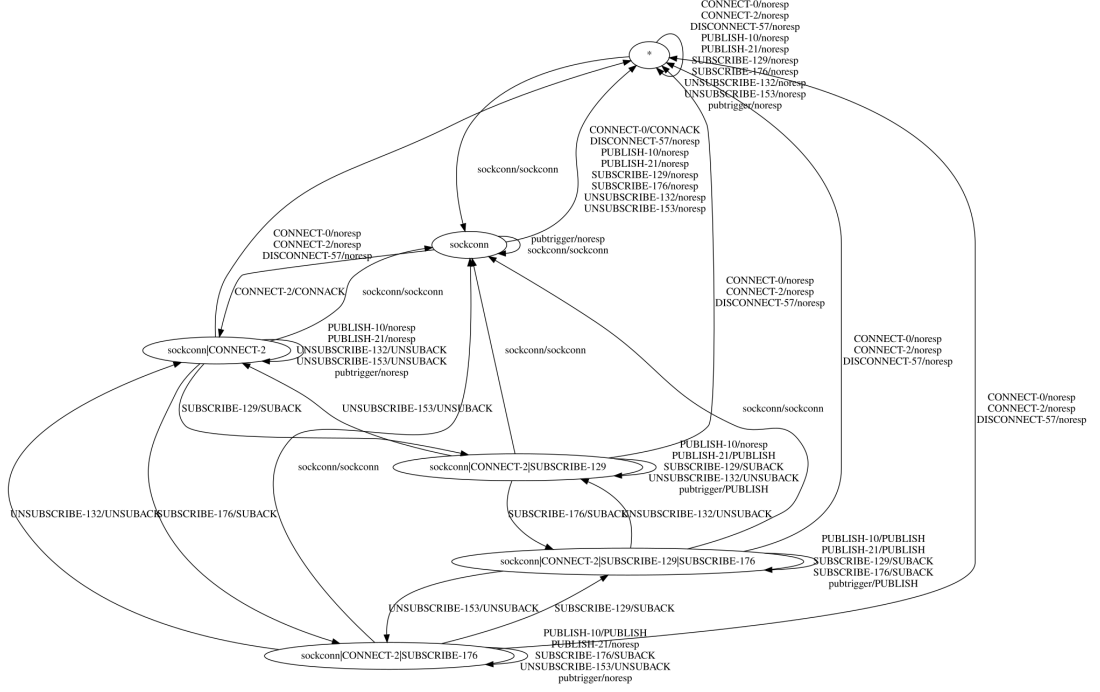 CONNECT-0/noresp
CONNECT-2/noresp
DISCONNECT-57/noresp
PUBLISH-10/noresp
PUBLISH-21/noresp
SUBSCRIBE-129/noresp
SUBSCRIBE-176/noresp
UNSUBSCRIBE-132/noresp
UNSUBSCRIBE-153/noresp
pubtrigger/noresp
*
CONNECT-0/CONNACK
DISCONNECT-57/noresp
PUBLISH-10/noresp
PUBLISH-21/noresp
SUBSCRIBE-129/noresp
SUBSCRIBE-176/noresp
UNSUBSCRIBE-132/noresp
UNSUBSCRIBE-153/noresp
sockconn/sockconn
sockconn
pubtrigger/noresp
sockconn/sockconn
CONNECT-0/noresp
CONNECT-2/noresp
DISCONNECT-57/noresp
CONNECT-2/CONNACK
sockconn/sockconn
CONNECT-0/noresp
CONNECT-2/noresp
DISCONNECT-57/noresp
sockconn|CONNECT-2
PUBLISH-10/noresp
PUBLISH-21/noresp
UNSUBSCRIBE-132/UNSUBACK
UNSUBSCRIBE-153/UNSUBACK
pubtrigger/noresp
sockconn/sockconn
CONNECT-0/noresp
CONNECT-2/noresp
DISCONNECT-57/noresp
SUBSCRIBE-129/SUBACK
UNSUBSCRIBE-153/UNSUBACK
sockconn/sockconn
CONNECT-0/noresp
CONNECT-2/noresp
DISCONNECT-57/noresp
sockconn/sockconn
sockconn|CONNECT-2|SUBSCRIBE-129
PUBLISH-10/noresp
PUBLISH-21/PUBLISH
SUBSCRIBE-129/SUBACK
UNSUBSCRIBE-132/UNSUBACK
pubtrigger/PUBLISH
UNSUBSCRIBE-132/UNSUBACK
SUBSCRIBE-176/SUBACK
SUBSCRIBE-176/SUBACK
UNSUBSCRIBE-132/UNSUBACK
sockconn|CONNECT-2|SUBSCRIBE-129|SUBSCRIBE-176
PUBLISH-10/PUBLISH
PUBLISH-21/PUBLISH
SUBSCRIBE-129/SUBACK
SUBSCRIBE-176/SUBACK
pubtrigger/PUBLISH
UNSUBSCRIBE-153/UNSUBACK
SUBSCRIBE-129/SUBACK
sockconn|CONNECT-2|SUBSCRIBE-176
PUBLISH-10/PUBLISH
PUBLISH-21/noresp
SUBSCRIBE-176/SUBACK
UNSUBSCRIBE-153/UNSUBACK
pubtrigger/noresp